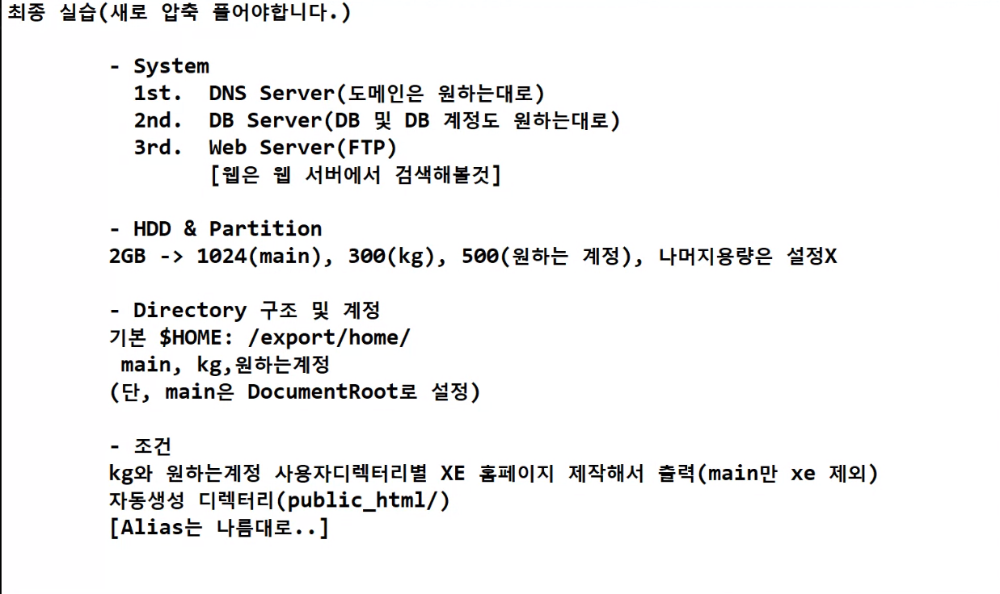 최종 실습(새로 압축 풀어야합니다.)
- System
1st. DNS Server(도메인은 원하는대로)
2nd. DB Server(DB 및 DB 계정도 원하는대로)
3rd. Web Server(FTP)
[웹은 웹 서버에서 검색해볼것]
- HDD & Partition
2GB -> 1024(main), 300(kg), 500(원하는 계정), 나머지용량은 설정X
- Directory 구조 및 계정
기본 $HOME: /export/home/
main, kg,원하는계정
(단, main은 DocumentRoot로 설정)
- 조건
kg와 원하는계정 사용자디렉터리별 XE 홈페이지 제작해서 출력(main만 xe 제외)
자동생성 디렉터리(public_html/)
[Alias는 나름대로..]